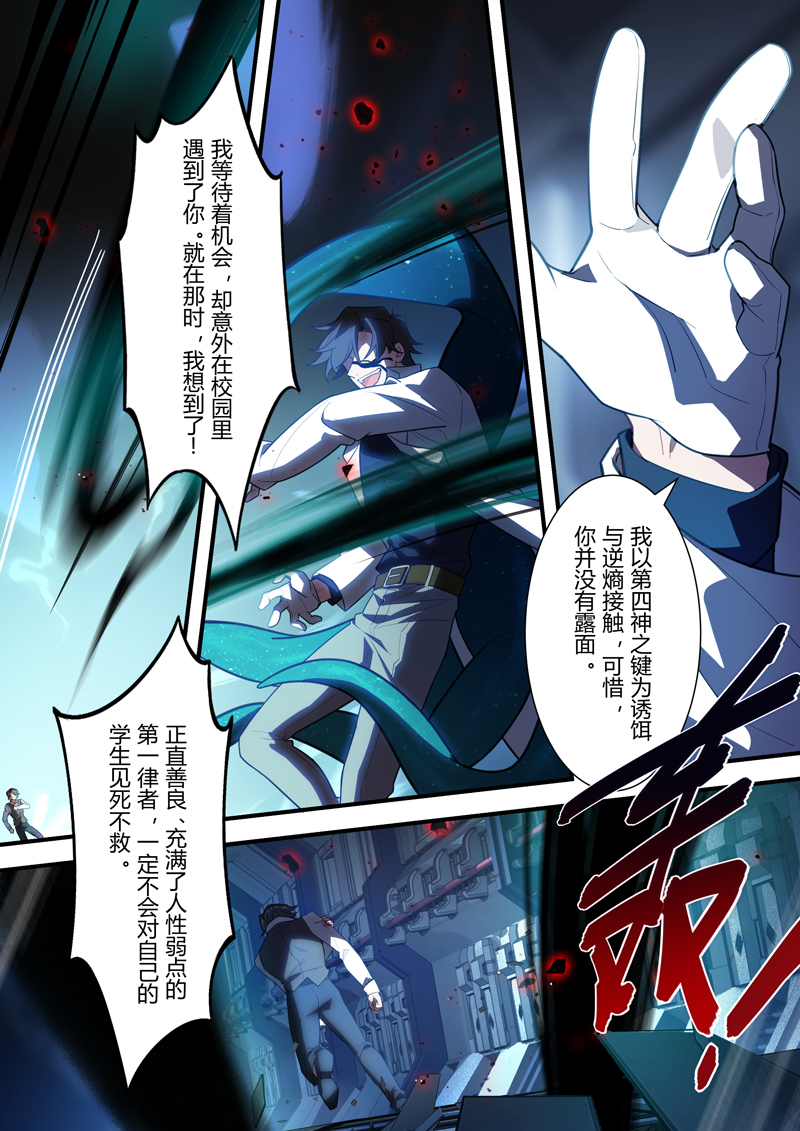 我以第四神之键为诱饵
与逆熵接触，可惜，
你并没有露面。
我等待着机会，却意外在校园里
遇到了你。就在那时，我想到了！
正直善良、充满了人性弱点的
第一律者，一定不会对自己的
学生见死不救。